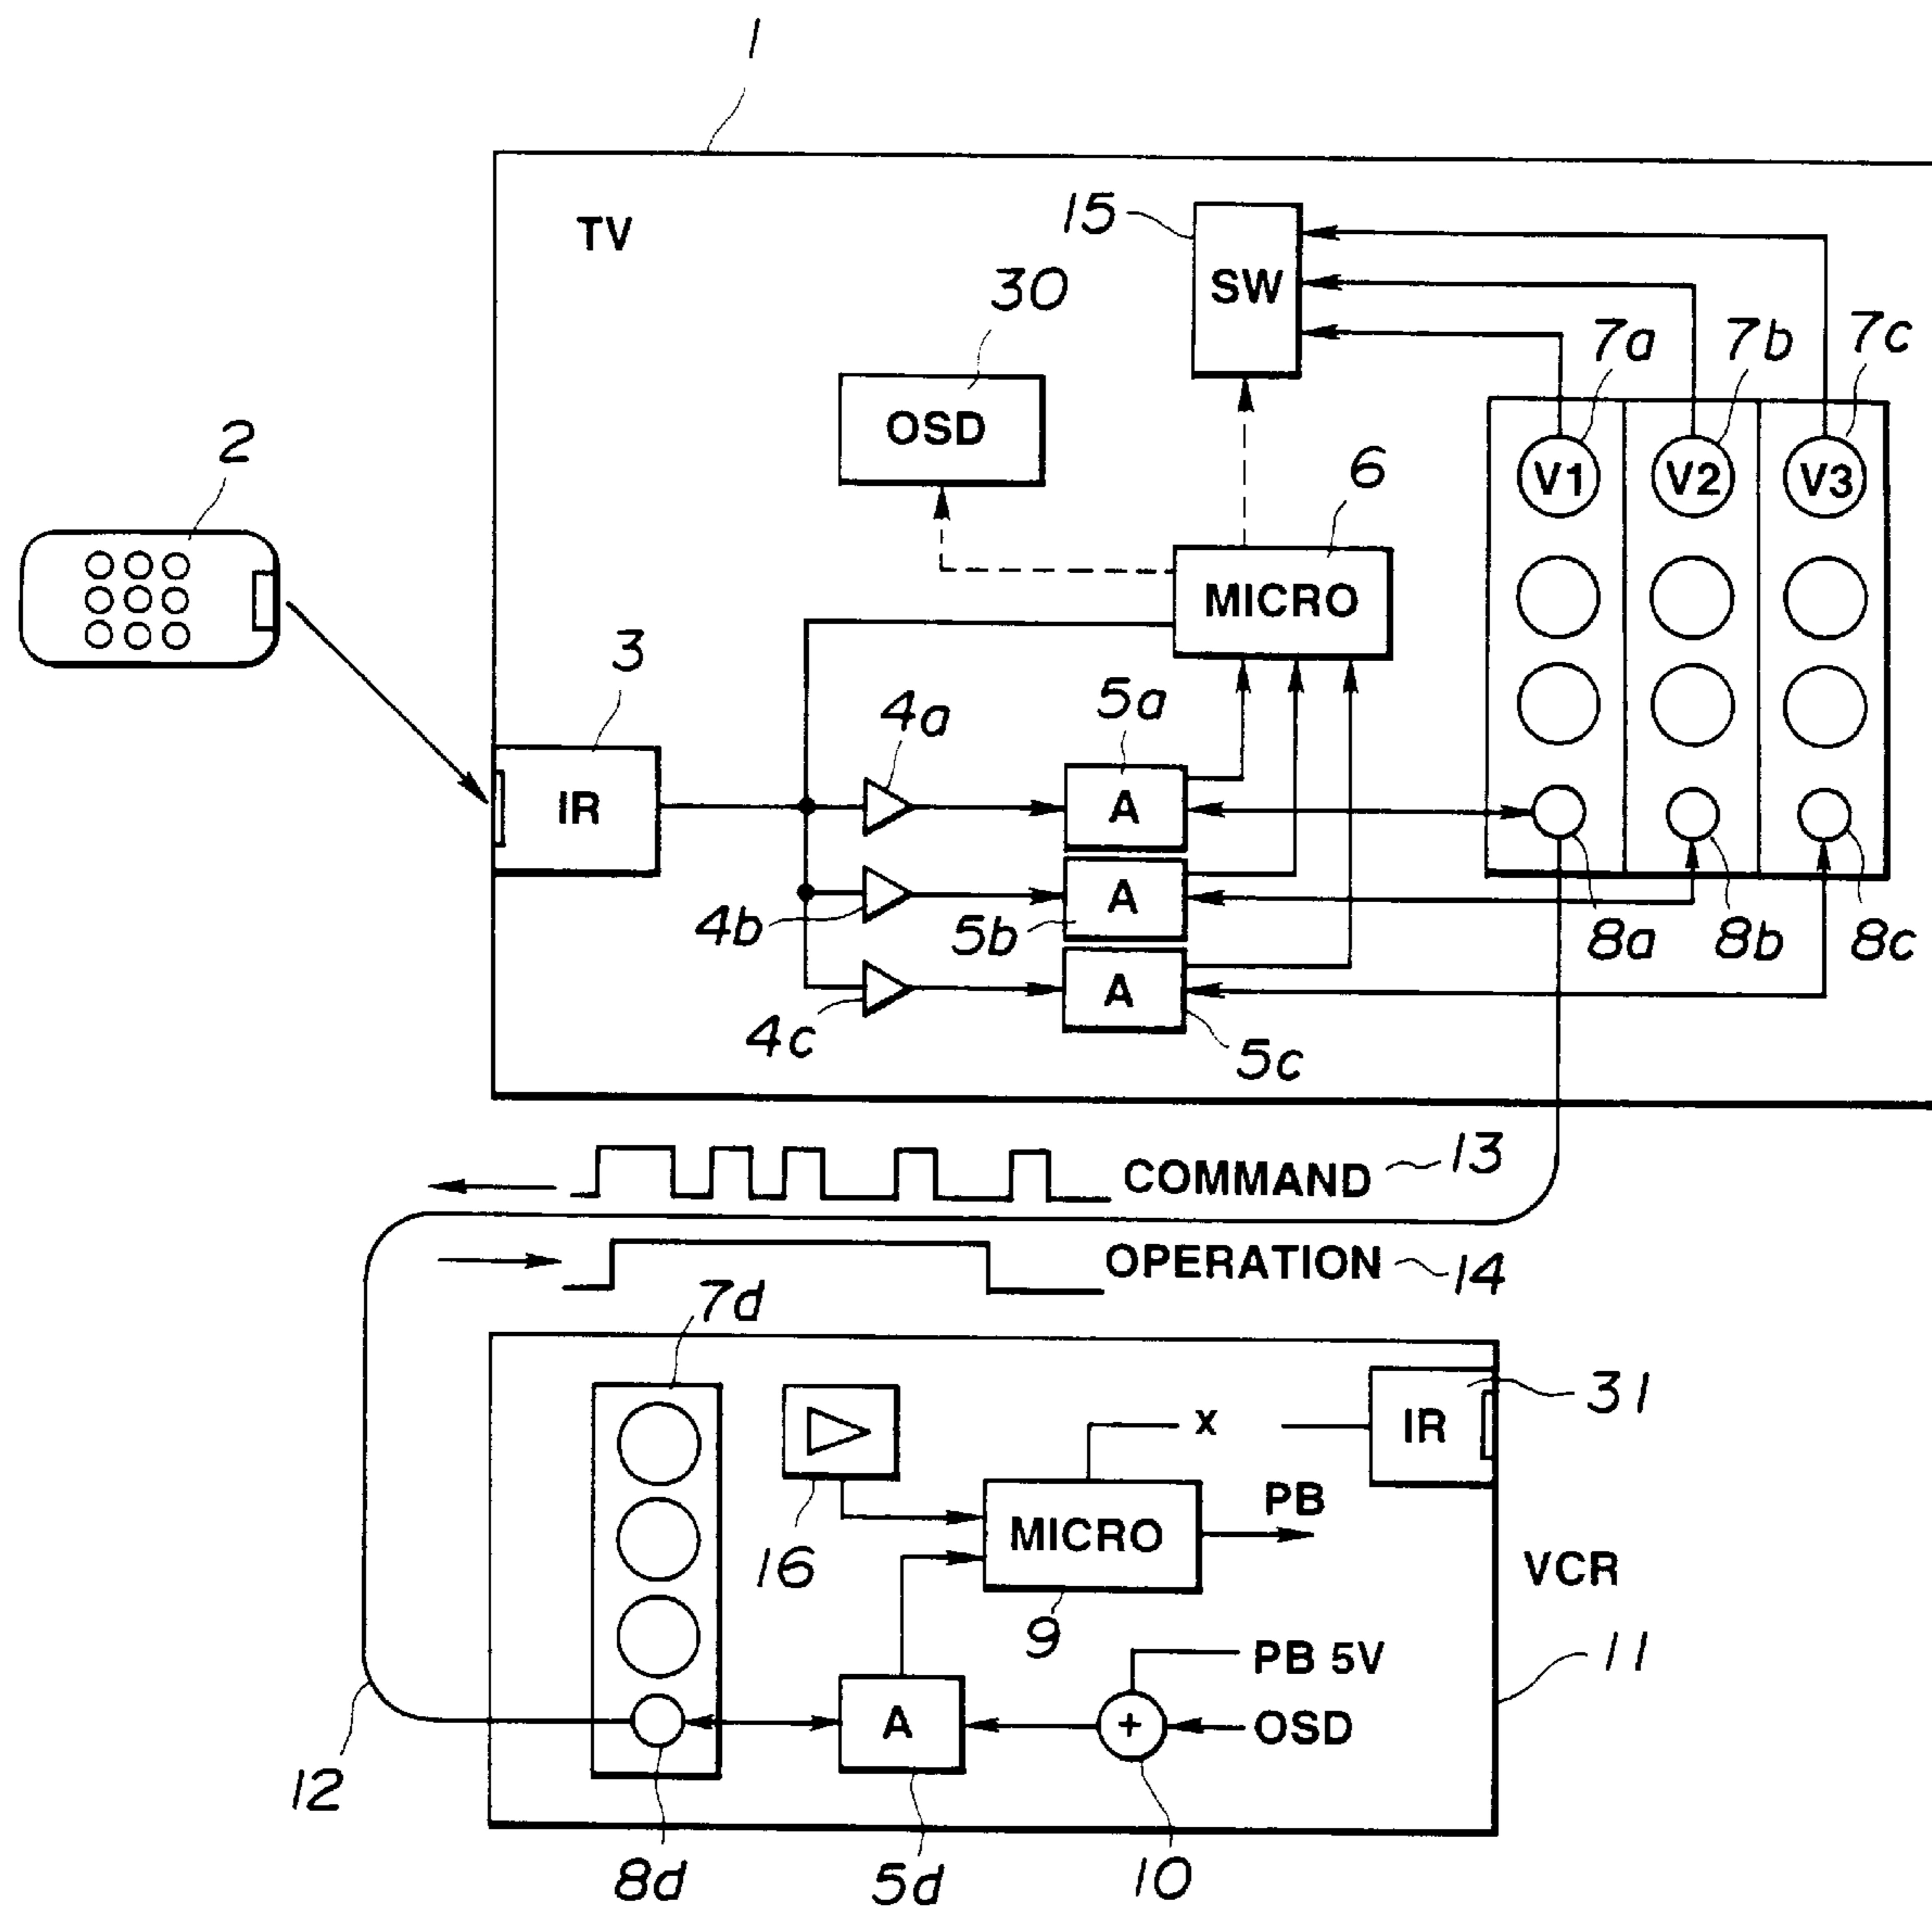 1
TV
15
SW
30
7a
7b
7c
OSD
2
6
V1
V2
V3
MICRO
3
4a
5a
IR
A
4b
5b
A
8a
8b
8c
4c
A
5c
COMMAND
13
OPERATION
14
7d
31
IR
x
PB
MICRO
16
VCR
9
PB 5V
11
A
+
OSD
12
8d
5d
10